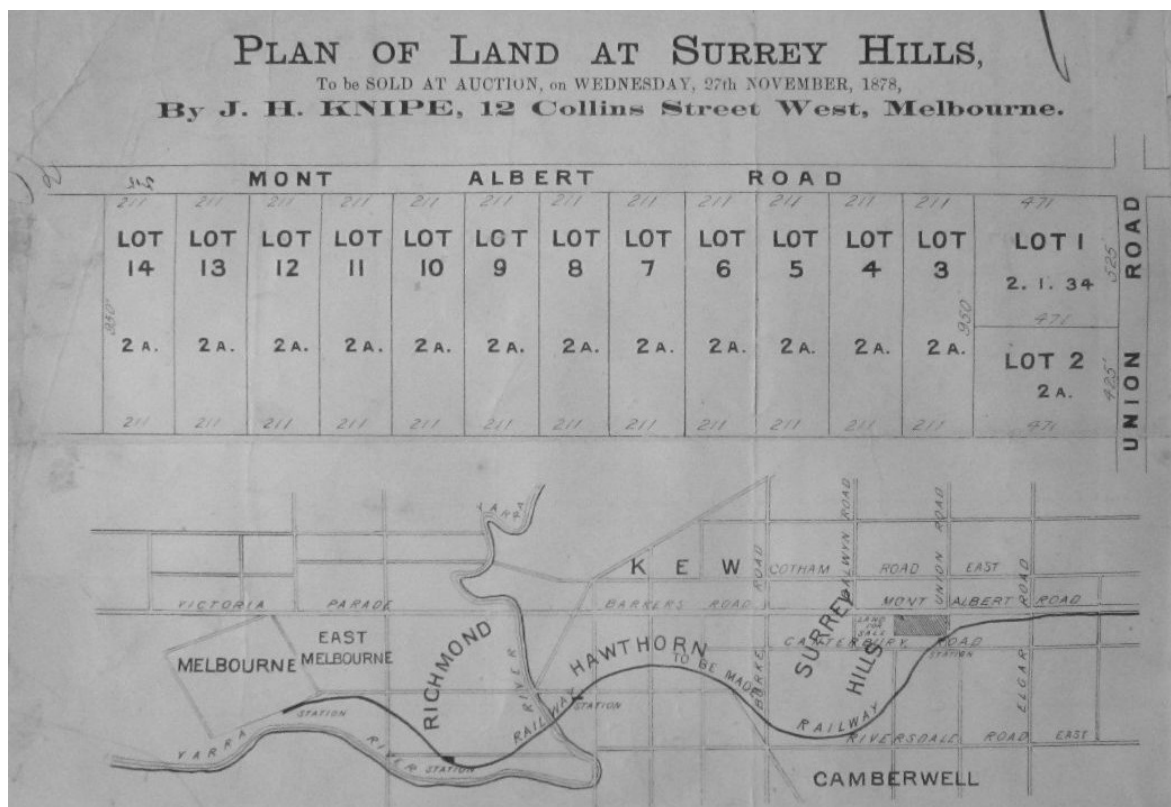 PLAN OF LAND AT SURREY HILLS,
To be SOLD AT AUCTION, on WEDNESDAY, 27th NOVEMBER, 1878,
By J. H. KNIPE, 12 Collins Street West, Melbourne.
MONT ALBERT ROAD
211 211 211 211 211 211 211 211 211 211 211 211 471
LOT 14
LOT 13
LOT 12
LOT 11
LOT 10
LOT 9
LOT 8
LOT 7
LOT 6
LOT 5
LOT 4
LOT 3
LOT 1
2. 1. 34
525
471
950
2 A. 2 A. 2 A. 2 A. 2 A. 2 A. 2 A. 2 A. 2 A. 2 A. 2 A. 2 A.
950
LOT 2
2 A.
425
211 211 211 211 211 211 211 211 211 211 211 211 471
UNION ROAD
YARRA
KEW
COTHAM ROAD EAST
BALWYN ROAD
UNION ROAD
BURKE ROAD
ELGAR ROAD
VICTORIA PARADE
BARKERS ROAD
MONT ALBERT ROAD
LAND FOR SALE
CANTERBURY ROAD
STATION
EAST MELBOURNE
MELBOURNE
RICHMOND
RIVER
HAWTHORN
TO BE MADE
SURREY HILLS
STATION
RAILWAY
STATION
RAILWAY
YARRA RIVER
STATION
RIVERSDALE ROAD EAST
CAMBERWELL